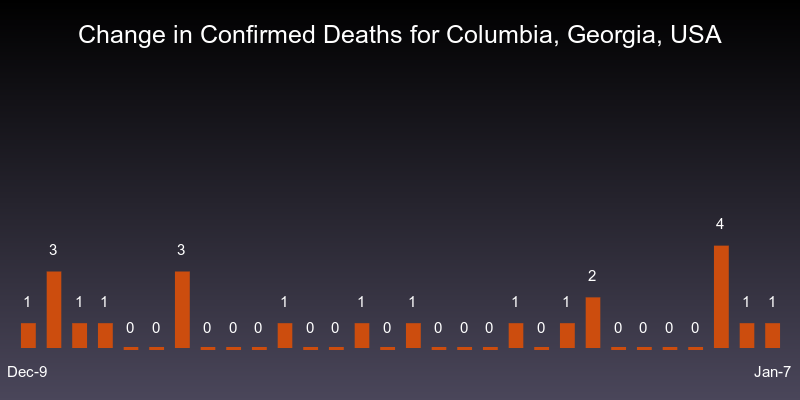 Change in Confirmed Deaths for Columbia, Georgia, USA
4
3 3
2
1 1 1 1 1 1 1 1 1 1
0 0 0 0 0 0 0 0 0 0 0 0 0 0 0 0
Dec-9 Jan-7